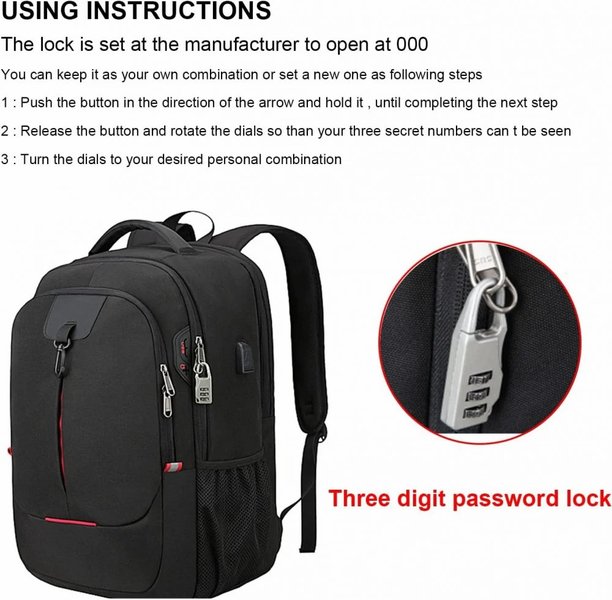 USING INSTRUCTIONS
The lock is set at the manufacturer to open at 000
You can keep it as your own combination or set a new one as following steps
1 : Push the button in the direction of the arrow and hold it , until completing the next step
2 : Release the button and rotate the dials so than your three secret numbers can t be seen
3 : Turn the dials to your desired personal combination
Three digit password lock